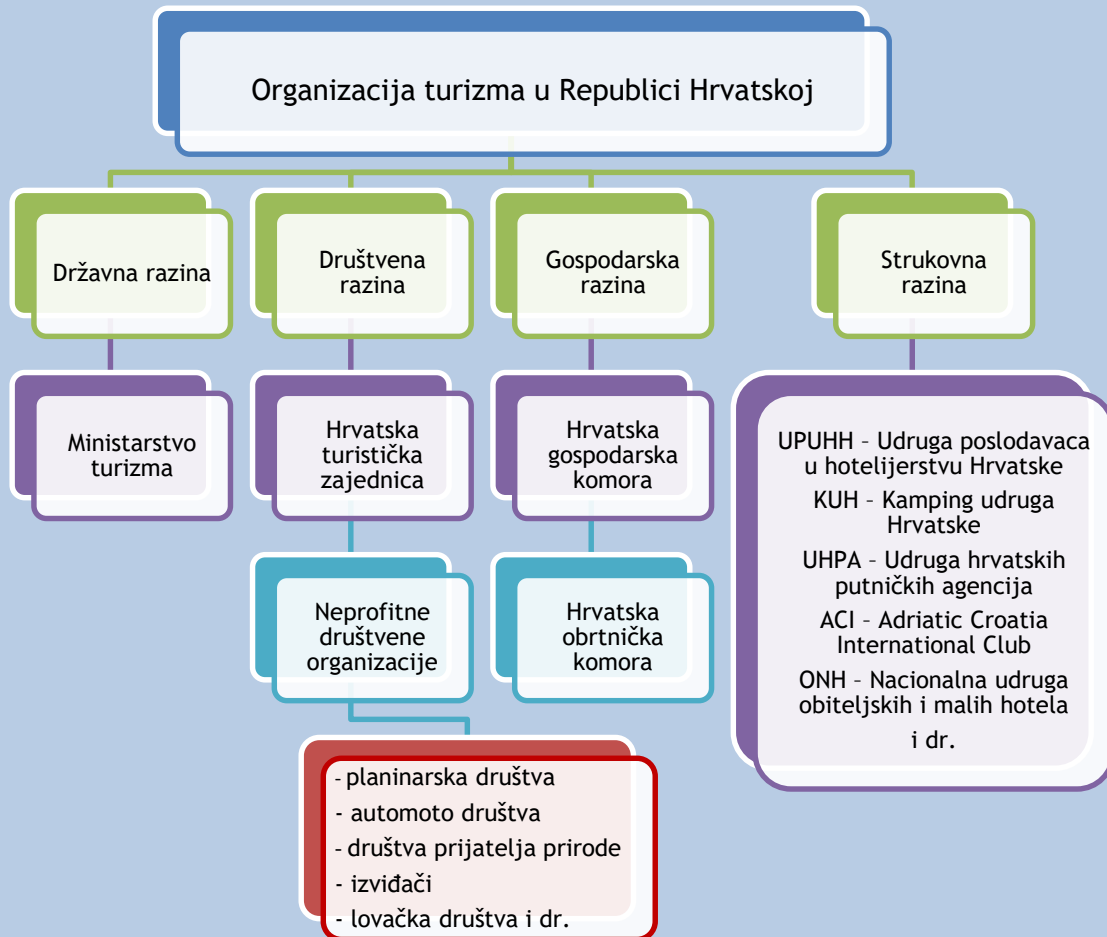 Organizacija turizma u Republici Hrvatskoj
Državna razina
Društvena
razina
Gospodarska
razina
Strukovna
razina
Ministarstvo
turizma
Hrvatska
turistička
zajednica
Hrvatska
gospodarska
komora
UPUHH – Udruga poslodavaca
u hotelijerstvu Hrvatske
KUH – Kamping udruga
Hrvatske
UHPA – Udruga hrvatskih
putničkih agencija
ACI – Adriatic Croatia
International Club
ONH – Nacionalna udruga
obiteljskih i malih hotela
i dr.
Neprofitne
društvene
organizacije
Hrvatska
obrtnička
komora
- planinarska društva
- automoto društva
- društva prijatelja prirode
- izviđači
- lovačka društva i dr.